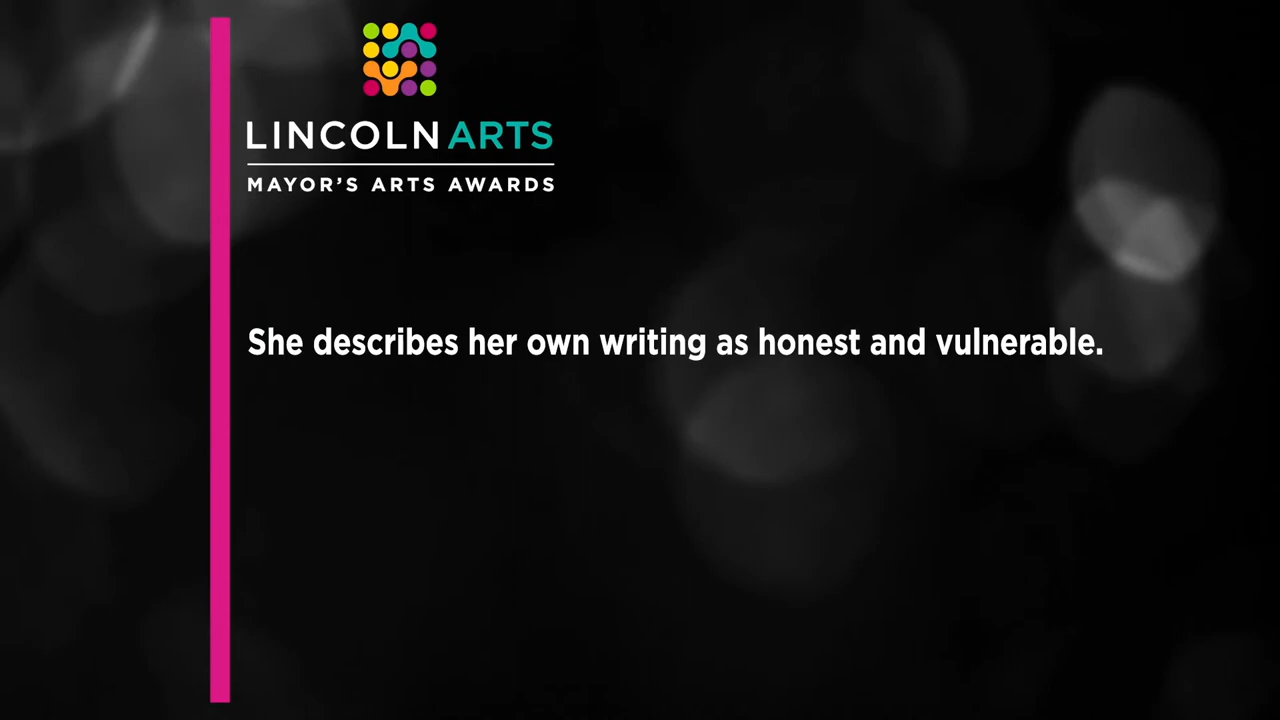 LINCOLN ARTS
MAYOR'S ARTS AWARDS
She describes her own writing as honest and vulnerable.